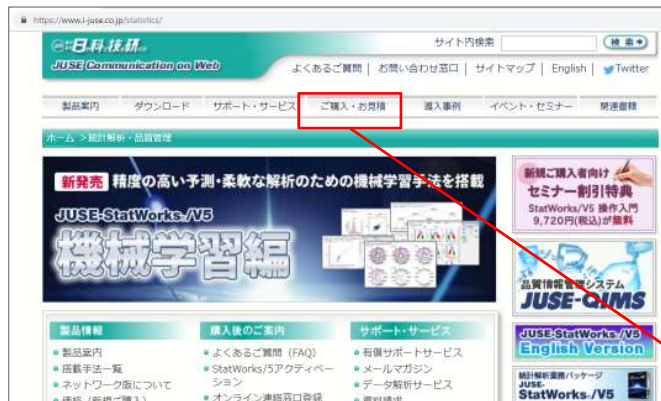 https://www.i-juse.co.jp/statistics/
日科技研
サイト内検索
検索
JUSE Communication on Web
よくあるご質問 | お問い合わせ窓口 | サイトマップ | English | Twitter
製品案内 ダウンロード サポート・サービス ご購入・お見積 導入事例 イベント・セミナー 関連書籍
ホーム > 統計解析・品質管理
新発売 精度の高い予測・柔軟な解析のための機械学習手法を搭載
JUSE-StatWorks/V5
機械学習編
新規ご購入者向け
セミナー割引特典
StatWorks/V5 操作入門
9,720円(税込)が無料
品質情報管理システム
JUSE-QIMS
JUSE-StatWorks/V5
English Version
統計解析業務パッケージ
JUSE-
StatWorks/V5
製品情報
製品案内
搭載手法一覧
ネットワーク版について
価格（新規ご購入）
購入後のご案内
よくあるご質問（FAQ）
StatWorks/5アクティベー
ション
オンライン連絡窓口登録
サポート・サービス
有償サポートサービス
メールマガジン
データ解析サービス
資料請求